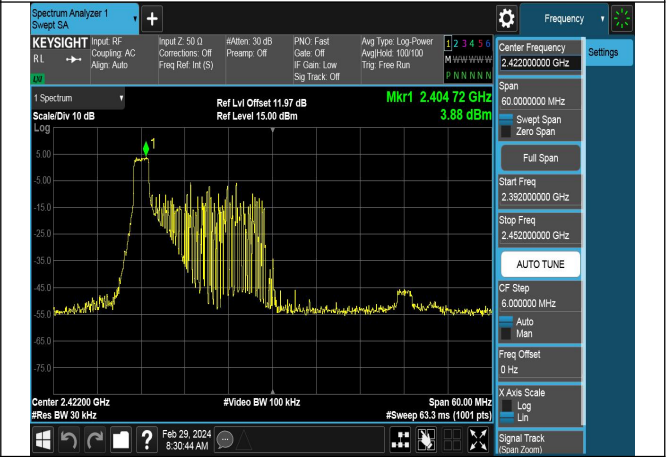 Spectrum Analyzer 1
Swept SA
+
Frequency
KEYSIGHT
RL
Input: RF
Coupling: AC
Align: Auto
Input Z: 50 Ω
Corrections: Off
Freq Ref: Int (S)
#Atten: 30 dB
Preamp: Off
PNO: Fast
Gate: Off
IF Gain: Low
Sig Track: Off
Avg Type: Log-Power
Avg|Hold: 100/100
Trig: Free Run
1 2 3 4 5 6
M W W W W W
P N N N N N
Center Frequency
2.422000000 GHz
Settings
Span
60.0000000 MHz
Swept Span
Zero Span
Full Span
Start Freq
2.392000000 GHz
Stop Freq
2.452000000 GHz
AUTO TUNE
CF Step
6.000000 MHz
Auto
Man
Freq Offset
0 Hz
X Axis Scale
Log
Lin
Signal Track
(Span Zoom)
1 Spectrum
Scale/Div 10 dB
Ref Lvl Offset 11.97 dB
Ref Level 15.00 dBm
Mkr1 2.404 72 GHz
3.88 dBm
Log
1
5.00
-5.00
-15.0
-25.0
-35.0
-45.0
-55.0
-65.0
-75.0
Center 2.42200 GHz
#Video BW 100 kHz
Span 60.00 MHz
#Res BW 30 kHz
#Sweep 63.3 ms (1001 pts)
?
Feb 29, 2024
8:30:44 AM